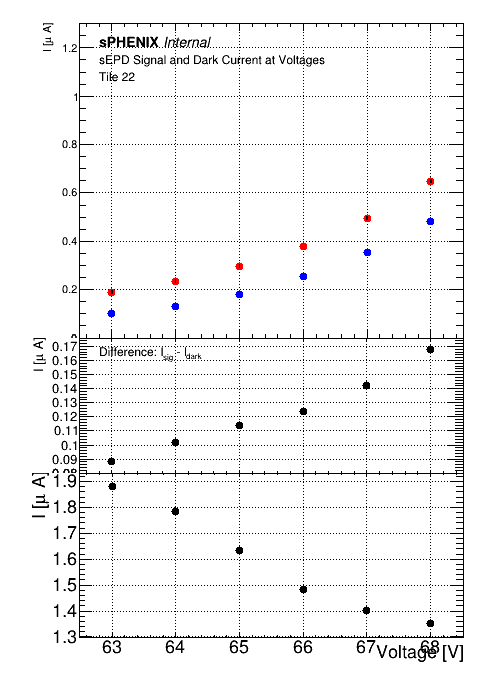 I [μ A]
sPHENIX Internal
sEPD Signal and Dark Current at Voltages
Tile 22
1.2
1
0.8
0.6
0.4
0.2
I [μ A]
Difference: I_sig - I_dark
0.17
0.16
0.15
0.14
0.13
0.12
0.11
0.1
0.09
I [μ A]
1.9
1.8
1.7
1.6
1.5
1.4
1.3
63 64 65 66 67 68
Voltage [V]